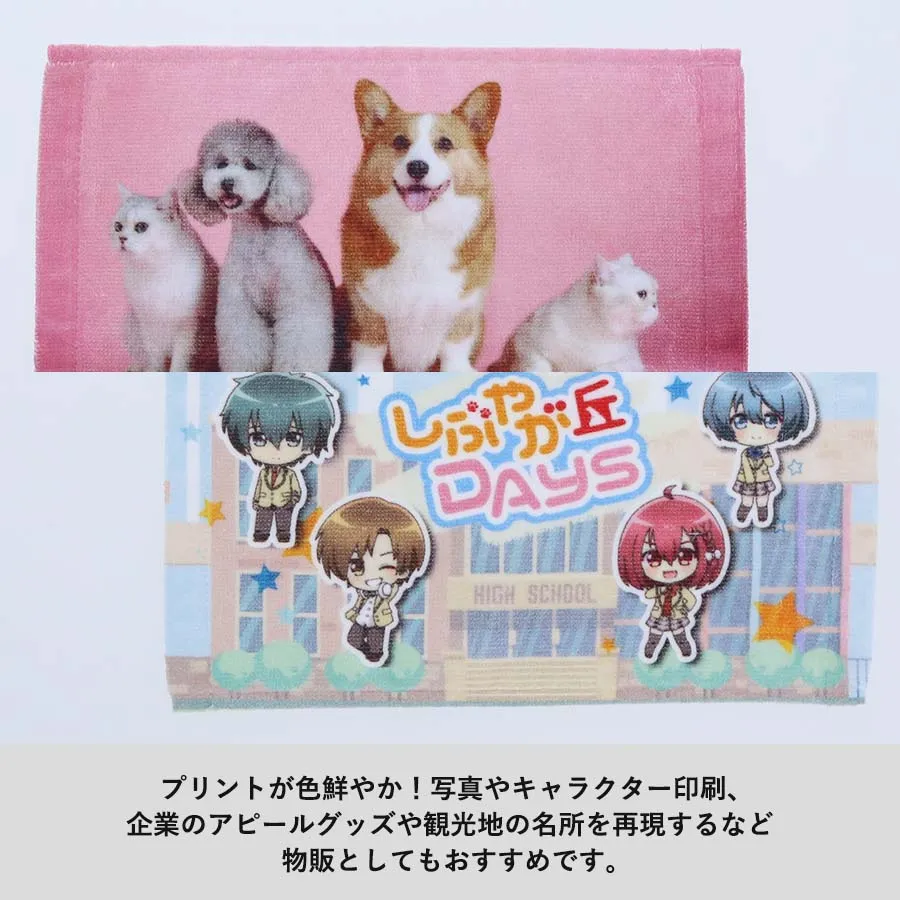 しぶやが丘
DAYS
HIGH SCHOOL
プリントが色鮮やか！写真やキャラクター印刷、
企業のアピールグッズや観光地の名所を再現するなど
物販としてもおすすめです。